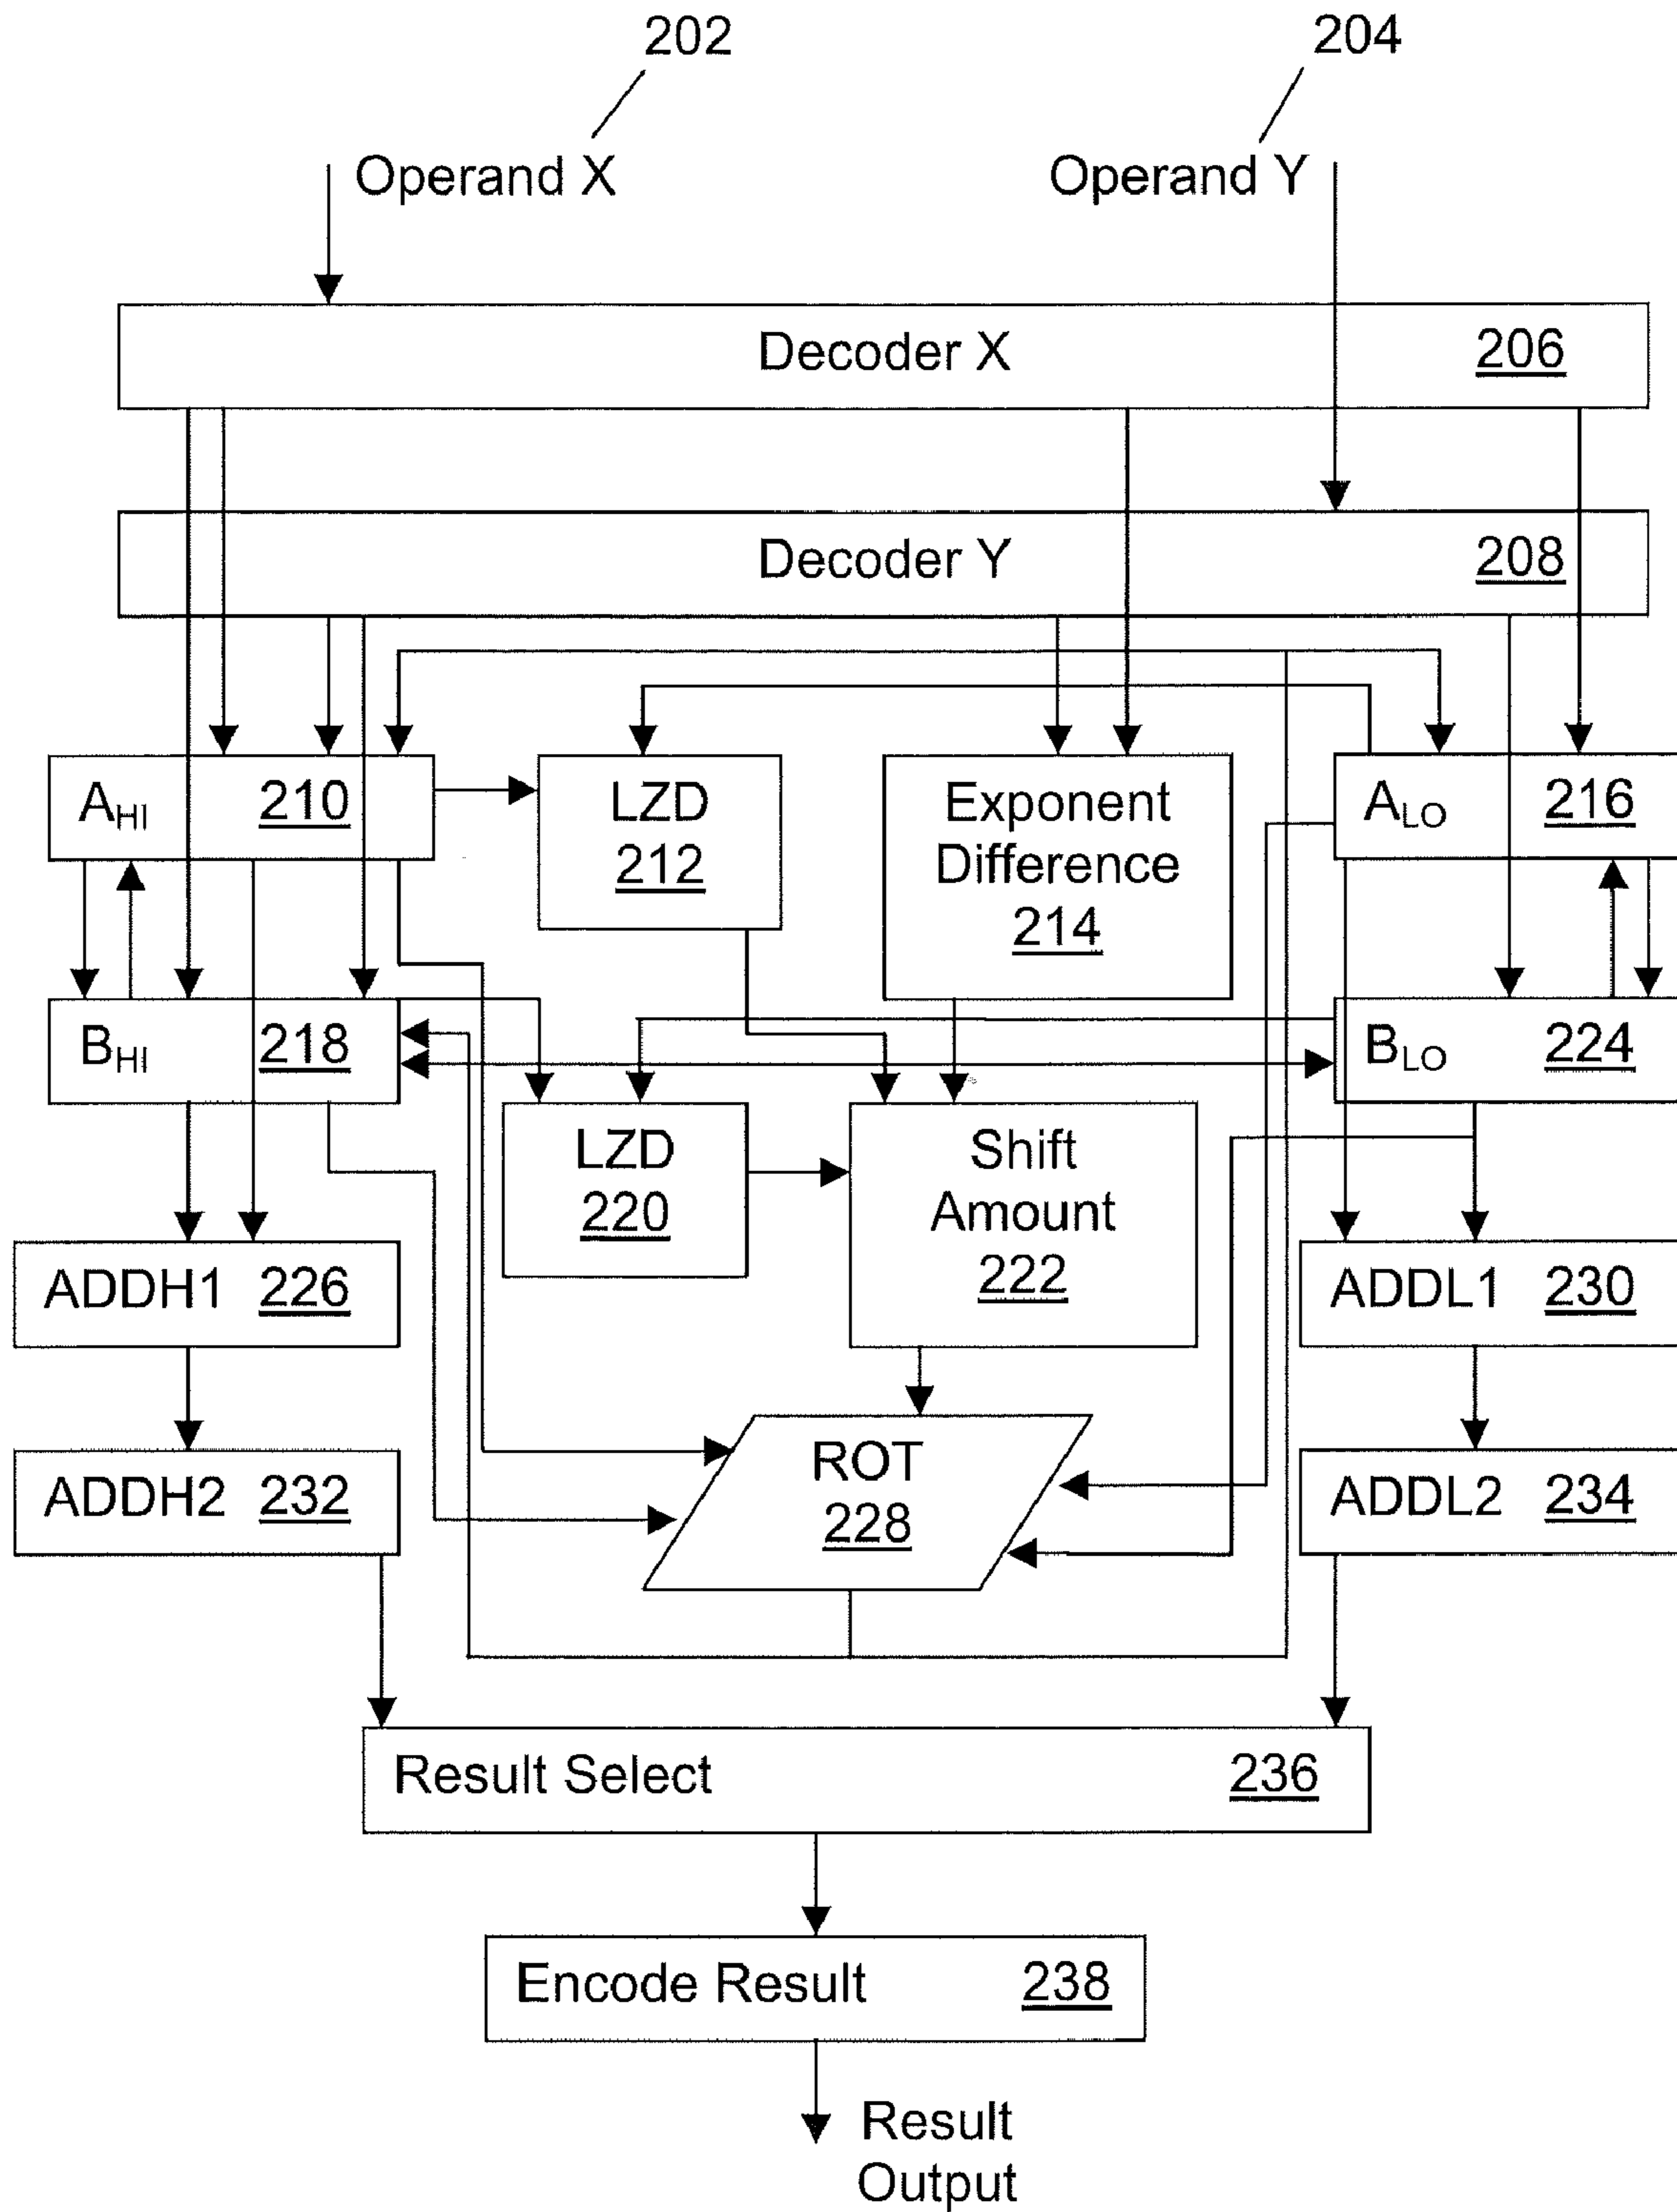 202
204
Operand X
Operand Y
Decoder X 206
Decoder Y 208
AHI 210
LZD
212
Exponent
Difference
214
ALO 216
BHI 218
LZD
220
Shift
Amount
222
BLO 224
ADDH1 226
ADDL1 230
ADDH2 232
ROT
228
ADDL2 234
Result Select 236
Encode Result 238
Result
Output